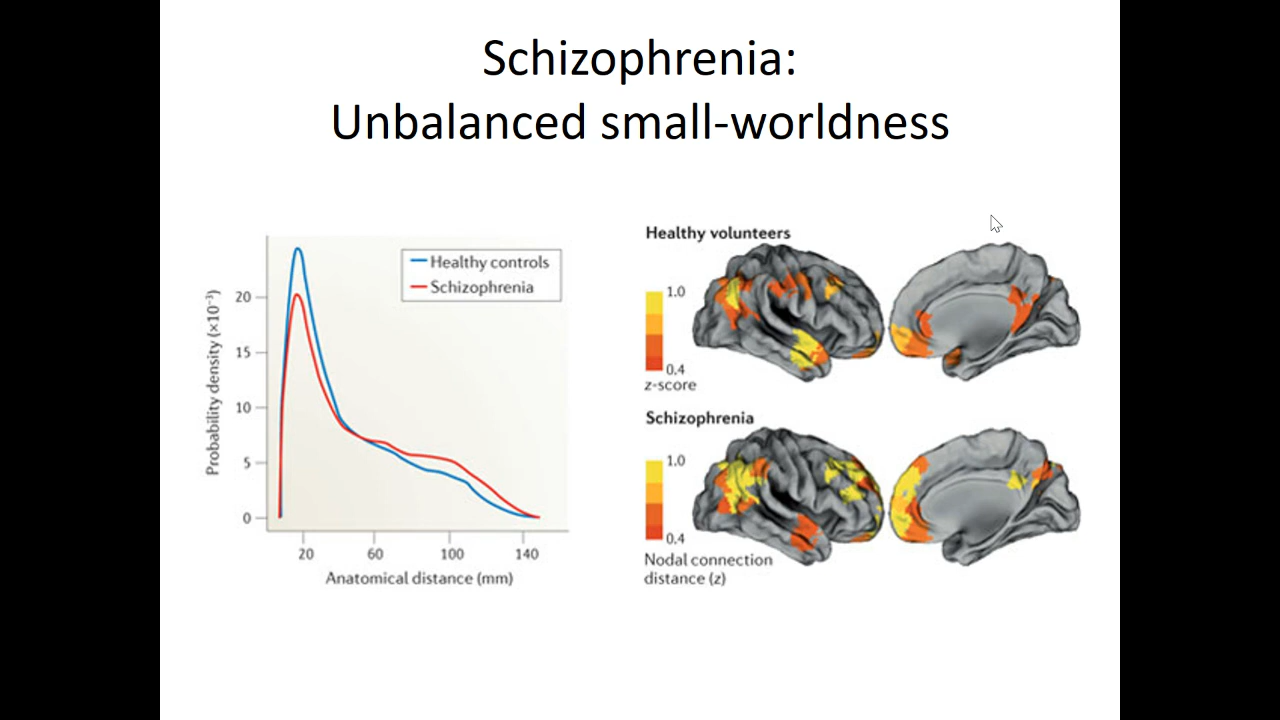 Schizophrenia:
Unbalanced small-worldness
Healthy controls
Schizophrenia
20
15
10
5
0
Probability density (×10⁻³)
20 60 100 140
Anatomical distance (mm)
Healthy volunteers
1.0
0.4
z-score
Schizophrenia
1.0
0.4
Nodal connection
distance (z)